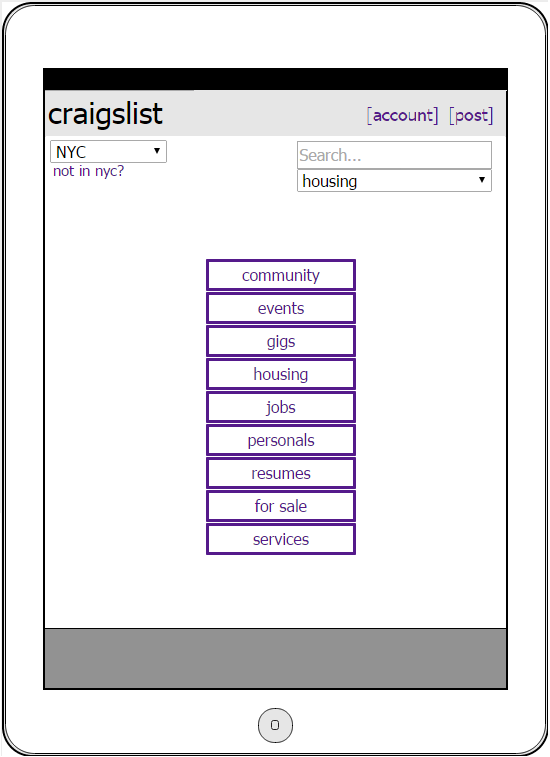 craigslist [account] [post]
NYC
Search...
not in nyc?
housing
community
events
gigs
housing
jobs
personals
resumes
for sale
services